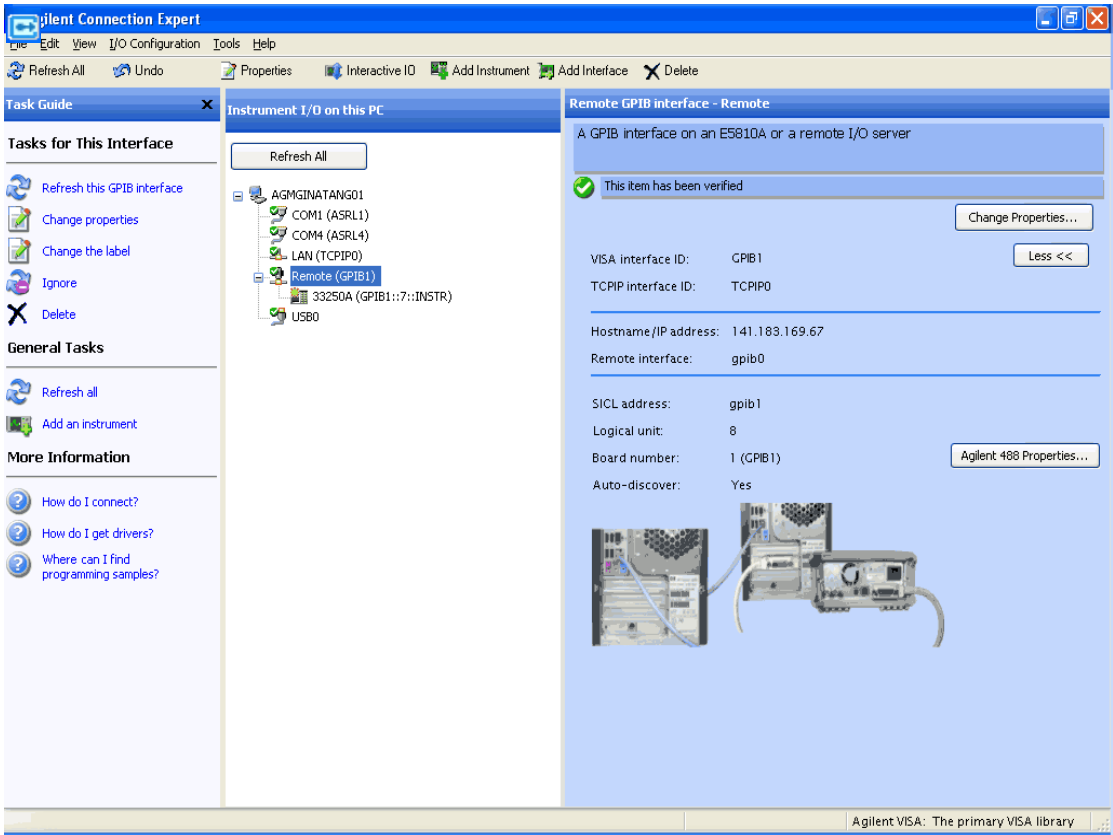 Agilent Connection Expert
File Edit View I/O Configuration Tools Help
Refresh All Undo Properties Interactive IO Add Instrument Add Interface Delete
Task Guide
Tasks for This Interface
Refresh this GPIB interface
Change properties
Change the label
Ignore
Delete
General Tasks
Refresh all
Add an instrument
More Information
How do I connect?
How do I get drivers?
Where can I find
programming samples?
Instrument I/O on this PC
Refresh All
AGMGINATANG01
COM1 (ASRL1)
COM4 (ASRL4)
LAN (TCPIP0)
Remote (GPIB1)
33250A (GPIB1::7::INSTR)
USB0
Remote GPIB interface - Remote
A GPIB interface on an E5810A or a remote I/O server
This item has been verified
Change Properties...
VISA interface ID: GPIB1
Less <<
TCPIP interface ID: TCPIP0
Hostname/IP address: 141.183.169.67
Remote interface: gpib0
SICL address: gpib1
Logical unit: 8
Board number: 1 (GPIB1)
Agilent 488 Properties...
Auto-discover: Yes
Agilent VISA: The primary VISA library